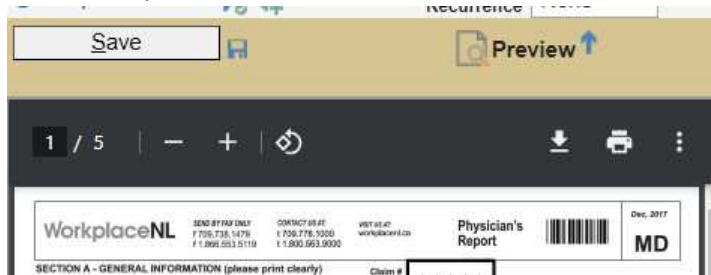 Recurrence
Save
Preview
1 / 5
WorkplaceNL
SEND BY FAX ONLY
f 709.738.1479
f 1.866.553.5119
CONTACT US AT
t 709.778.1000
t 1.800.563.9000
VISIT US AT
workplacenl.ca
Physician's
Report
Dec, 2017
MD
SECTION A - GENERAL INFORMATION (please print clearly)
Claim #